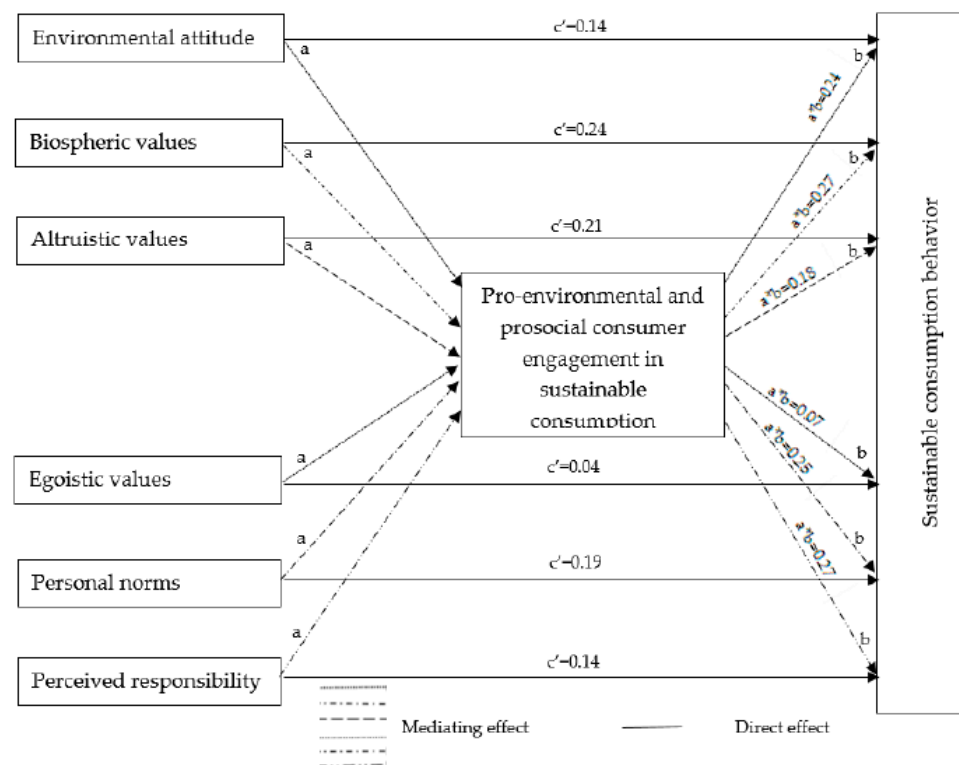 Environmental attitude
a
c'=0.14
b
a*b=0.24
Biospheric values
a
c'=0.24
b
a*b=0.27
Altruistic values
a
c'=0.21
b
a*b=0.18
Pro-environmental and
prosocial consumer
engagement in
sustainable
consumption
Sustainable consumption behavior
Egoistic values
a
c'=0.04
b
a*b=0.07
Personal norms
a
c'=0.19
b
a*b=0.25
Perceived responsibility
a
c'=0.14
b
a*b=0.27
Mediating effect
Direct effect